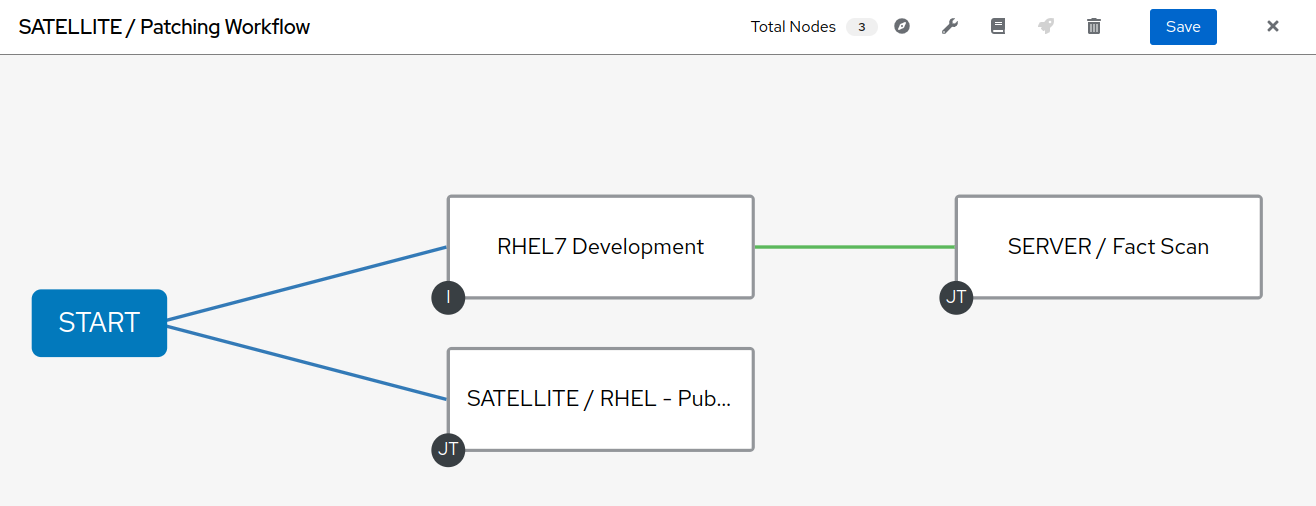 SATELLITE / Patching Workflow
Total Nodes 3
Save
RHEL7 Development
I
SERVER / Fact Scan
JT
START
SATELLITE / RHEL - Pub...
JT